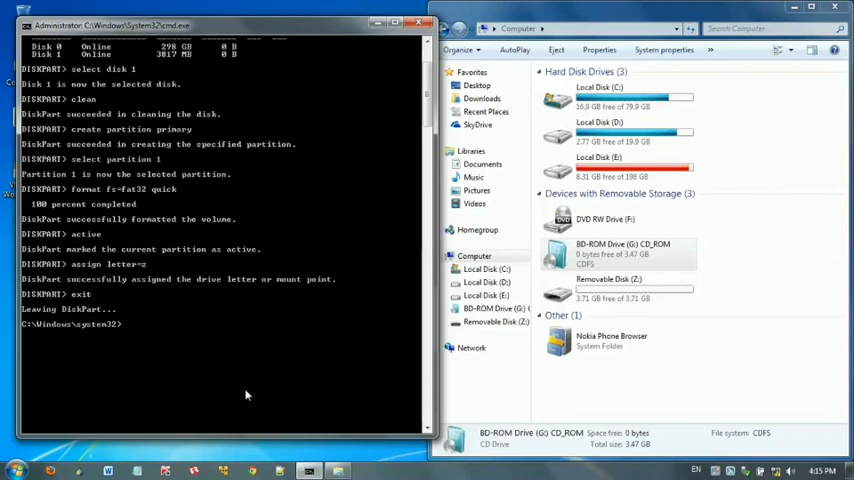 Administrator: C:\Windows\System32\cmd.exe
Disk 0 Online 298 GB 0 B
Disk 1 Online 3817 MB 0 B
DISKPART> select disk 1
Disk 1 is now the selected disk.
DISKPART> clean
DiskPart succeeded in cleaning the disk.
DISKPART> create partition primary
DiskPart succeeded in creating the specified partition.
DISKPART> select partition 1
Partition 1 is now the selected partition.
DISKPART> format fs=fat32 quick
100 percent completed
DiskPart successfully formatted the volume.
DISKPART> active
DiskPart marked the current partition as active.
DISKPART> assign letter=z
DiskPart successfully assigned the drive letter or mount point.
DISKPART> exit
Leaving DiskPart...
C:\Windows\system32>
Computer
Search Computer
Organize
AutoPlay
Eject
Properties
System properties
»
Favorites
Desktop
Downloads
Recent Places
SkyDrive
Libraries
Documents
Music
Pictures
Videos
Homegroup
Computer
Local Disk (C:)
Local Disk (D:)
Local Disk (E:)
BD-ROM Drive (G:) C
Removable Disk (Z:)
Network
Hard Disk Drives (3)
Local Disk (C:)
16.9 GB free of 79.9 GB
Local Disk (D:)
2.77 GB free of 19.9 GB
Local Disk (E:)
8.31 GB free of 198 GB
Devices with Removable Storage (3)
DVD RW Drive (F:)
BD-ROM Drive (G:) CD_ROM
0 bytes free of 3.47 GB
CDFS
Removable Disk (Z:)
3.71 GB free of 3.71 GB
Other (1)
Nokia Phone Browser
System Folder
BD-ROM Drive (G:) CD_ROM Space free: 0 bytes File system: CDFS
CD Drive Total size: 3.47 GB
EN
4:15 PM